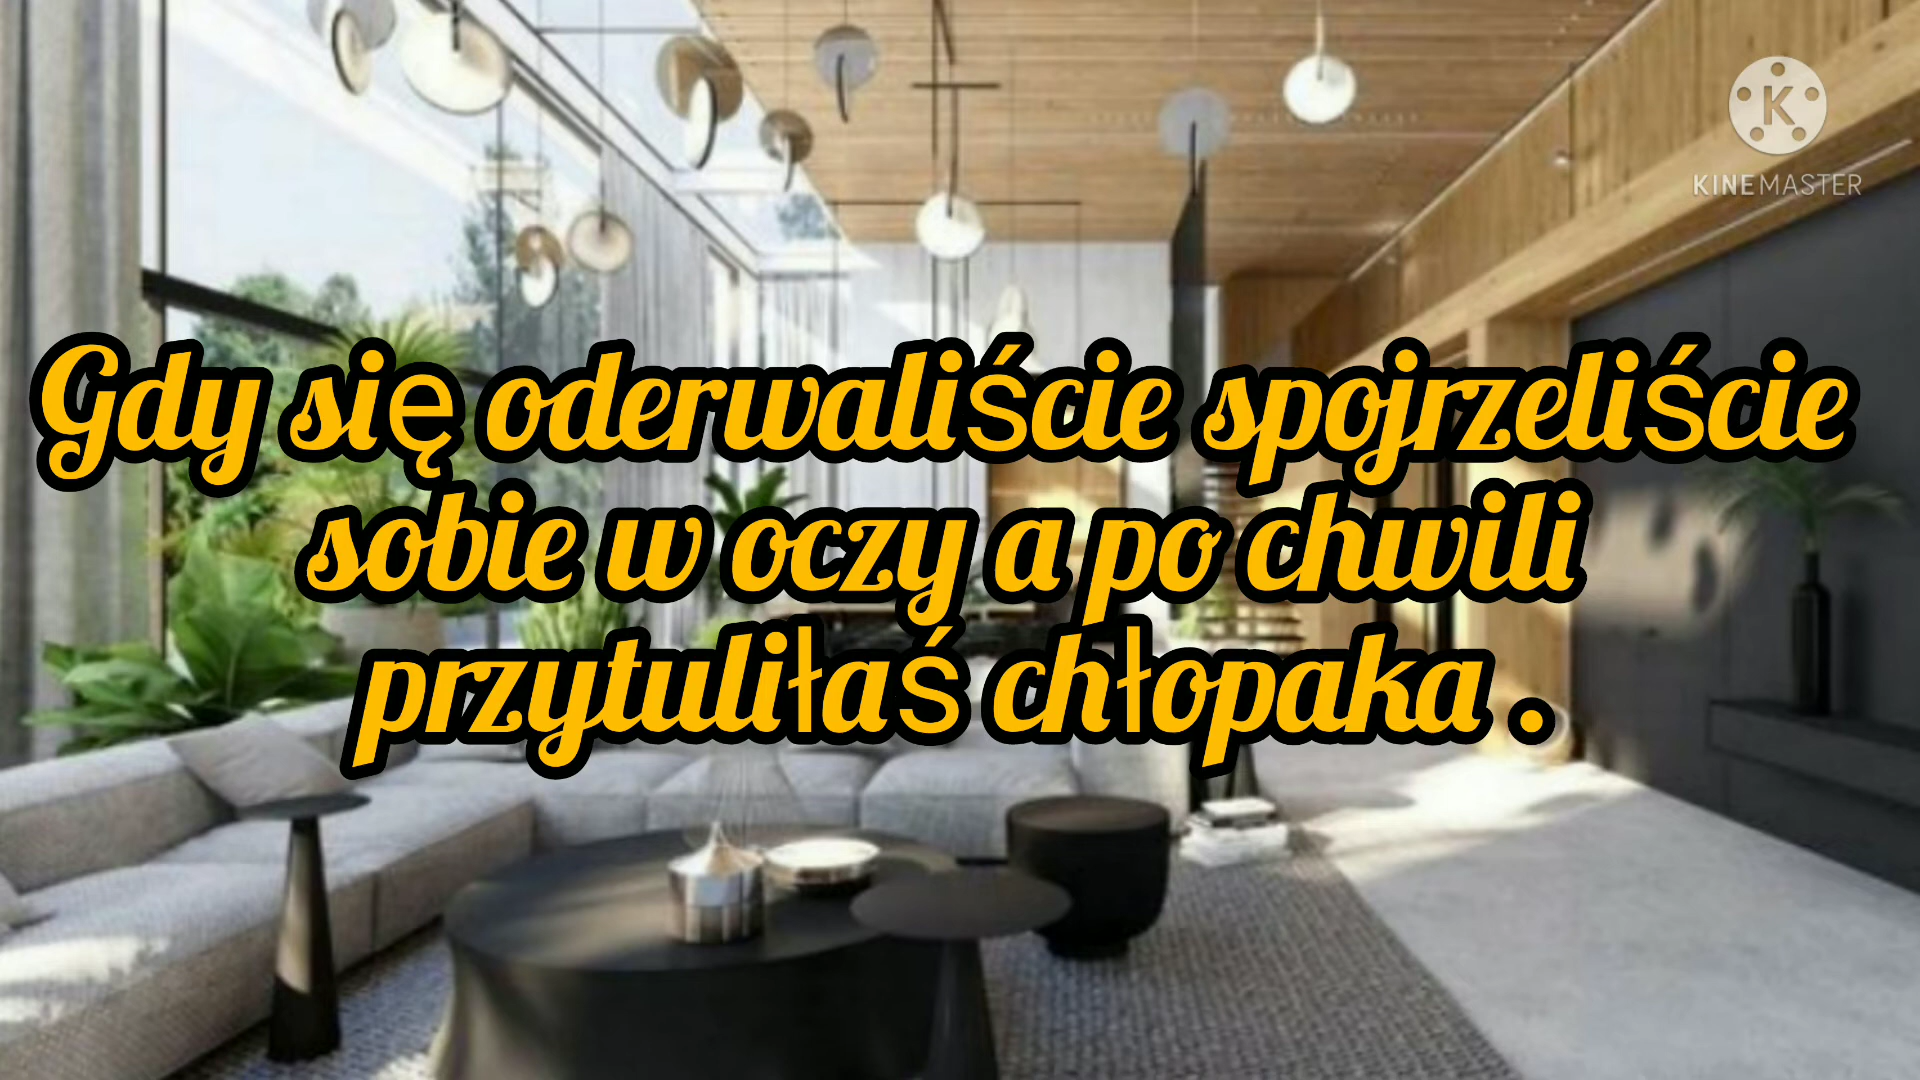 KINEMASTER
Gdy się oderwaliście spojrzeliście
sobie w oczy a po chwili
przytuliłaś chłopaka .